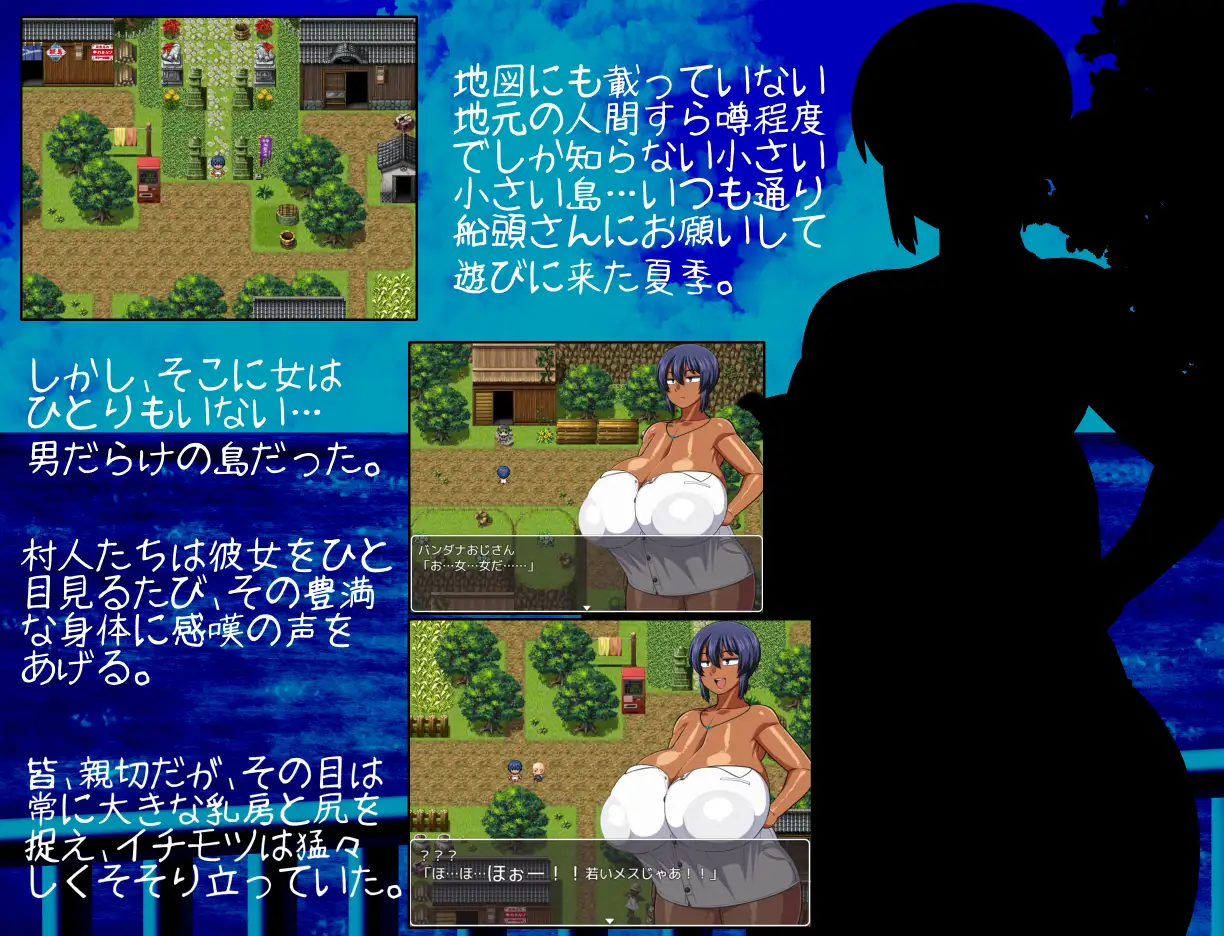 地図にも載っていない
地元の人間すら噂程度
でしか知らない小さい
小さい島…いつも通り
船頭さんにお願いして
遊びに来た夏季。
しかし、そこに女は
ひとりもいない…
男だらけの島だった。
村人たちは彼女をひと
目見るたび、その豊満
な身体に感嘆の声を
あげる。
皆、親切だが、その目は
常に大きな乳房と尻を
捉え、イチモツは猛々
しくそそり立っていた。
バンダナおじさん
「お…女…女だ……」
???
「ほ…ほ…ほぉー!!若いメスじゃあ!!」